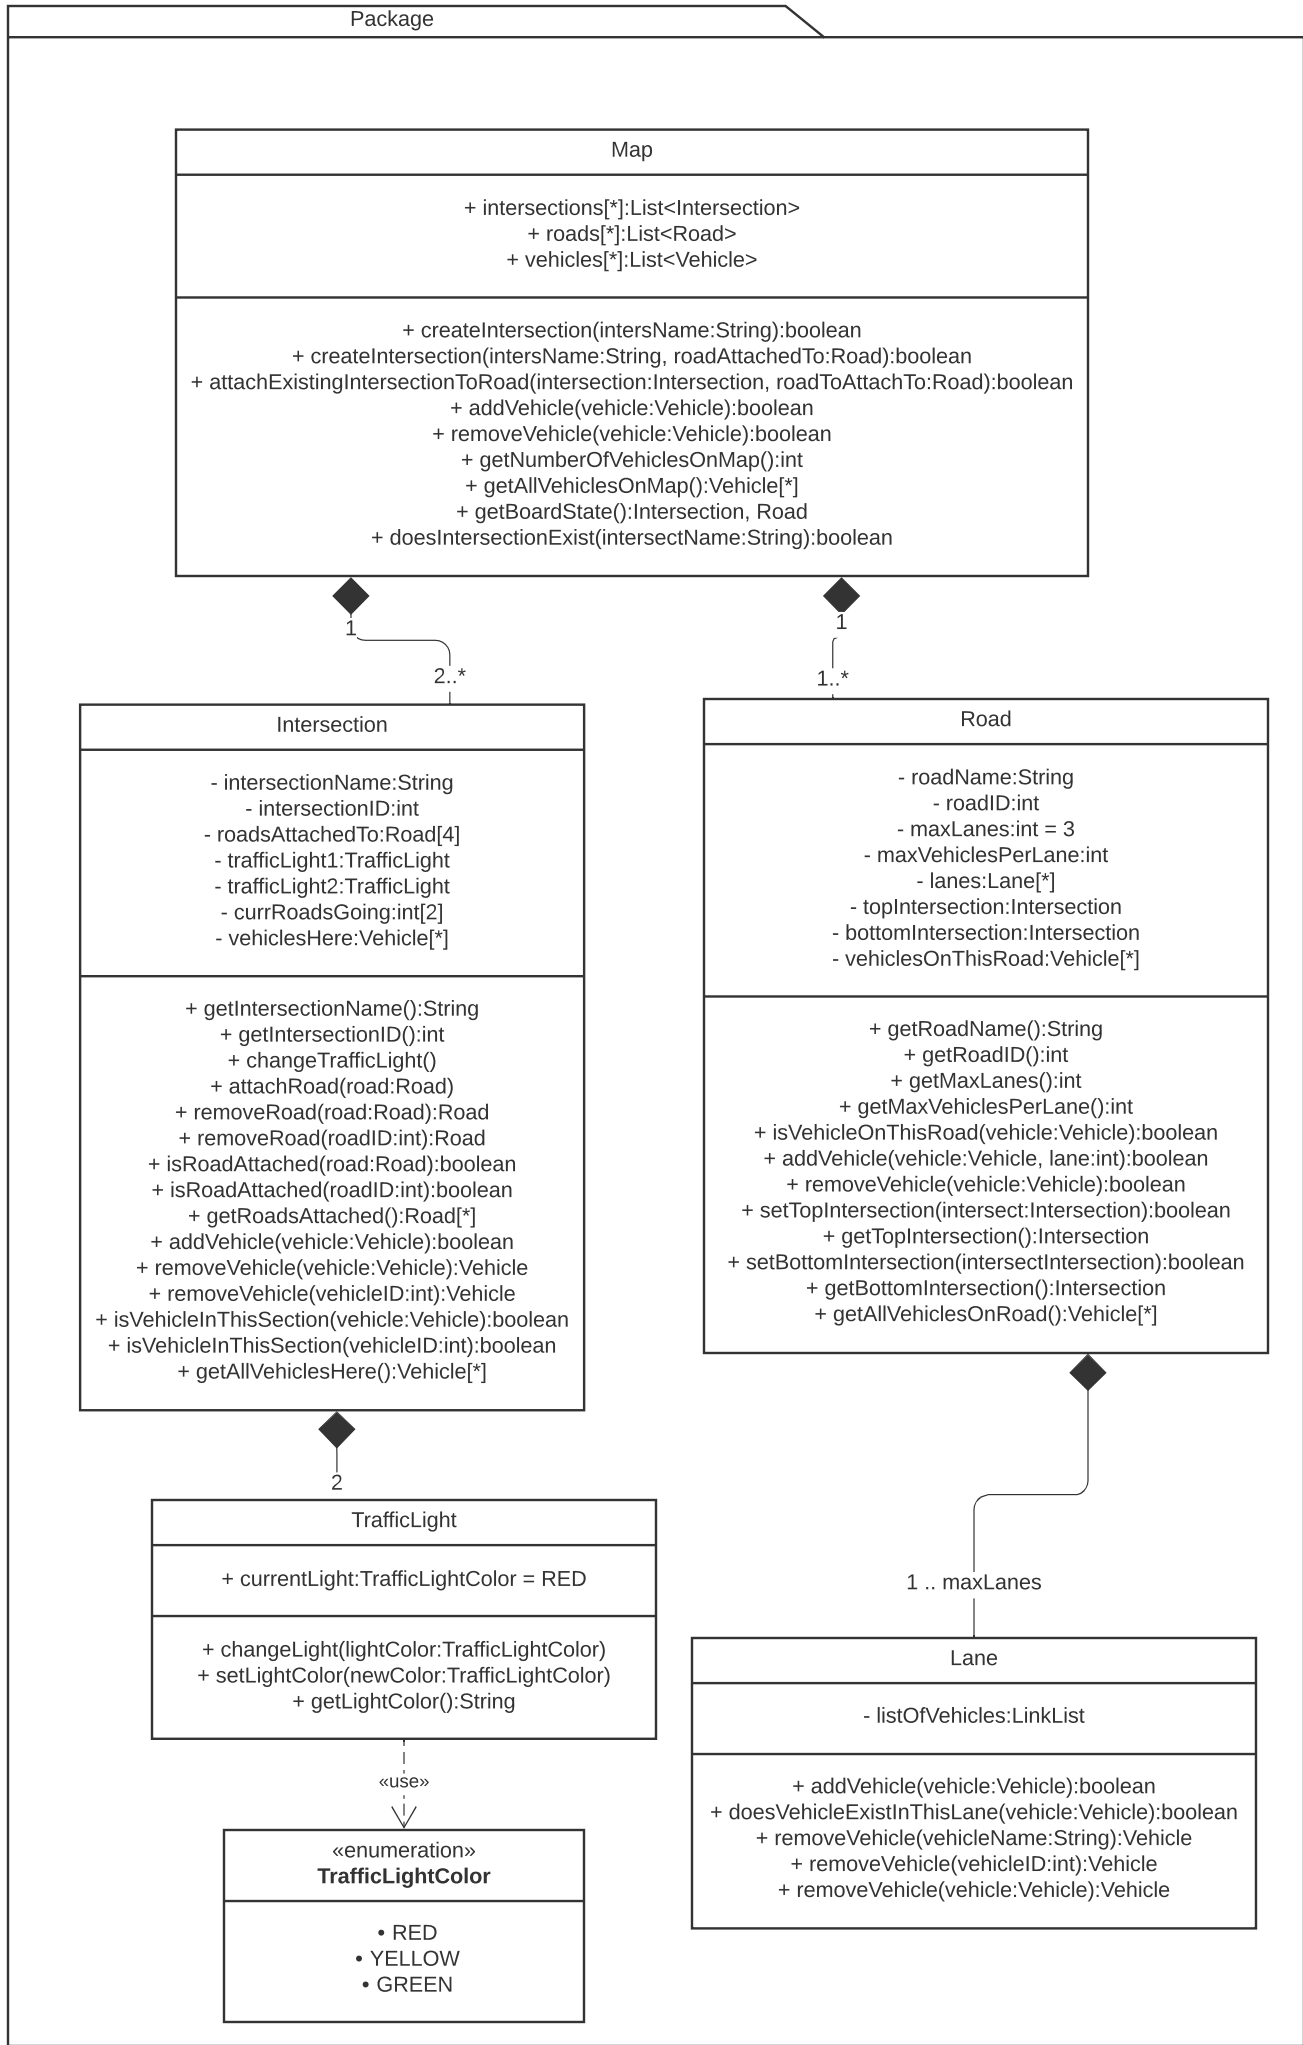 Package
Map
+ intersections[*]:List<Intersection>
+ roads[*]:List<Road>
+ vehicles[*]:List<Vehicle>
+ createIntersection(intersName:String):boolean
+ createIntersection(intersName:String, roadAttachedTo:Road):boolean
+ attachExistingIntersectionToRoad(intersection:Intersection, roadToAttachTo:Road):boolean
+ addVehicle(vehicle:Vehicle):boolean
+ removeVehicle(vehicle:Vehicle):boolean
+ getNumberOfVehiclesOnMap():int
+ getAllVehiclesOnMap():Vehicle[*]
+ getBoardState():Intersection, Road
+ doesIntersectionExist(intersectName:String):boolean
1
2..*
1
1..*
Intersection
- intersectionName:String
- intersectionID:int
- roadsAttachedTo:Road[4]
- trafficLight1:TrafficLight
- trafficLight2:TrafficLight
- currRoadsGoing:int[2]
- vehiclesHere:Vehicle[*]
+ getIntersectionName():String
+ getIntersectionID():int
+ changeTrafficLight()
+ attachRoad(road:Road)
+ removeRoad(road:Road):Road
+ removeRoad(roadID:int):Road
+ isRoadAttached(road:Road):boolean
+ isRoadAttached(roadID:int):boolean
+ getRoadsAttached():Road[*]
+ addVehicle(vehicle:Vehicle):boolean
+ removeVehicle(vehicle:Vehicle):Vehicle
+ removeVehicle(vehicleID:int):Vehicle
+ isVehicleInThisSection(vehicle:Vehicle):boolean
+ isVehicleInThisSection(vehicleID:int):boolean
+ getAllVehiclesHere():Vehicle[*]
Road
- roadName:String
- roadID:int
- maxLanes:int = 3
- maxVehiclesPerLane:int
- lanes:Lane[*]
- topIntersection:Intersection
- bottomIntersection:Intersection
- vehiclesOnThisRoad:Vehicle[*]
+ getRoadName():String
+ getRoadID():int
+ getMaxLanes():int
+ getMaxVehiclesPerLane():int
+ isVehicleOnThisRoad(vehicle:Vehicle):boolean
+ addVehicle(vehicle:Vehicle, lane:int):boolean
+ removeVehicle(vehicle:Vehicle):boolean
+ setTopIntersection(intersect:Intersection):boolean
+ getTopIntersection():Intersection
+ setBottomIntersection(intersectIntersection):boolean
+ getBottomIntersection():Intersection
+ getAllVehiclesOnRoad():Vehicle[*]
2
TrafficLight
+ currentLight:TrafficLightColor = RED
+ changeLight(lightColor:TrafficLightColor)
+ setLightColor(newColor:TrafficLightColor)
+ getLightColor():String
«use»
«enumeration»
TrafficLightColor
• RED
• YELLOW
• GREEN
1 .. maxLanes
Lane
- listOfVehicles:LinkList
+ addVehicle(vehicle:Vehicle):boolean
+ doesVehicleExistInThisLane(vehicle:Vehicle):boolean
+ removeVehicle(vehicleName:String):Vehicle
+ removeVehicle(vehicleID:int):Vehicle
+ removeVehicle(vehicle:Vehicle):Vehicle